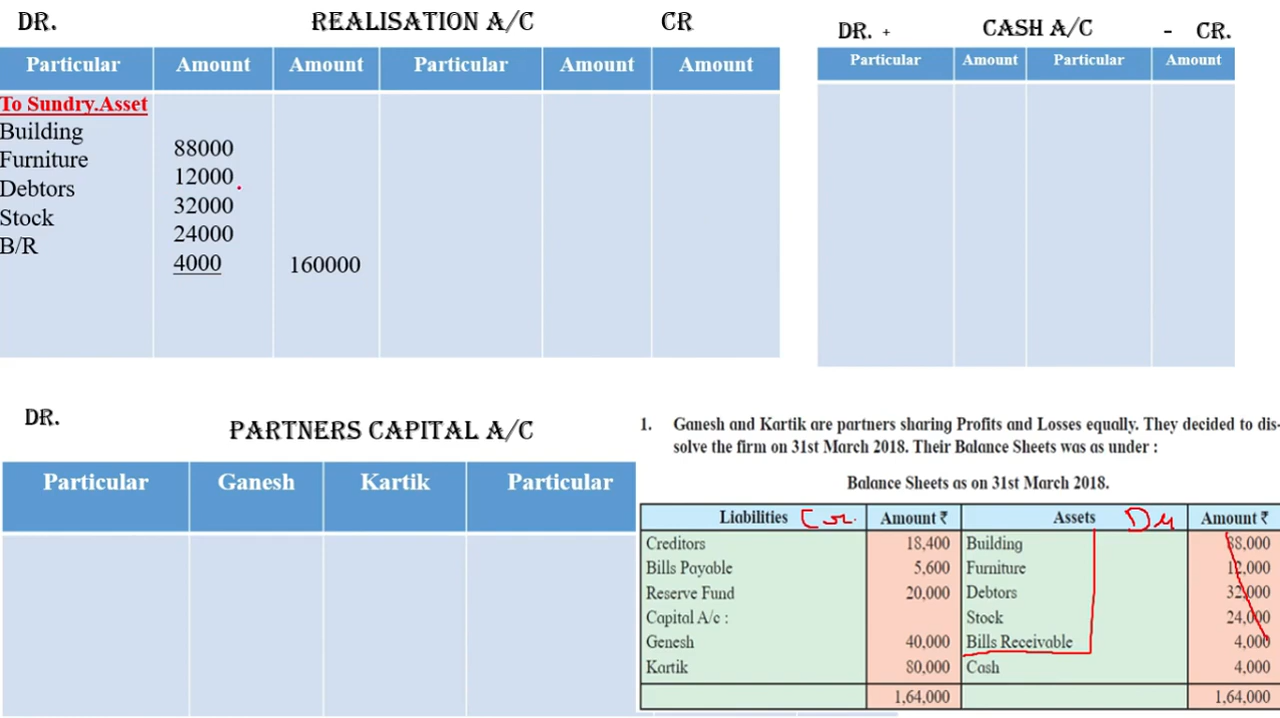 DR. REALISATION A/C CR
Particular Amount Amount Particular Amount Amount
To Sundry.Asset
Building 88000
Furniture 12000
Debtors 32000
Stock 24000
B/R 4000 160000
DR. + CASH A/C - CR.
Particular Amount Particular Amount
DR. PARTNERS CAPITAL A/C
Particular Ganesh Kartik Particular
1. Ganesh and Kartik are partners sharing Profits and Losses equally. They decided to dis-
solve the firm on 31st March 2018. Their Balance Sheets was as under :
Balance Sheets as on 31st March 2018.
Liabilities Cr. Amount ₹ Assets Dr Amount ₹
Creditors 18,400 Building 88,000
Bills Payable 5,600 Furniture 12,000
Reserve Fund 20,000 Debtors 32,000
Capital A/c : Stock 24,000
Genesh 40,000 Bills Receivable 4,000
Kartik 80,000 Cash 4,000
1,64,000 1,64,000